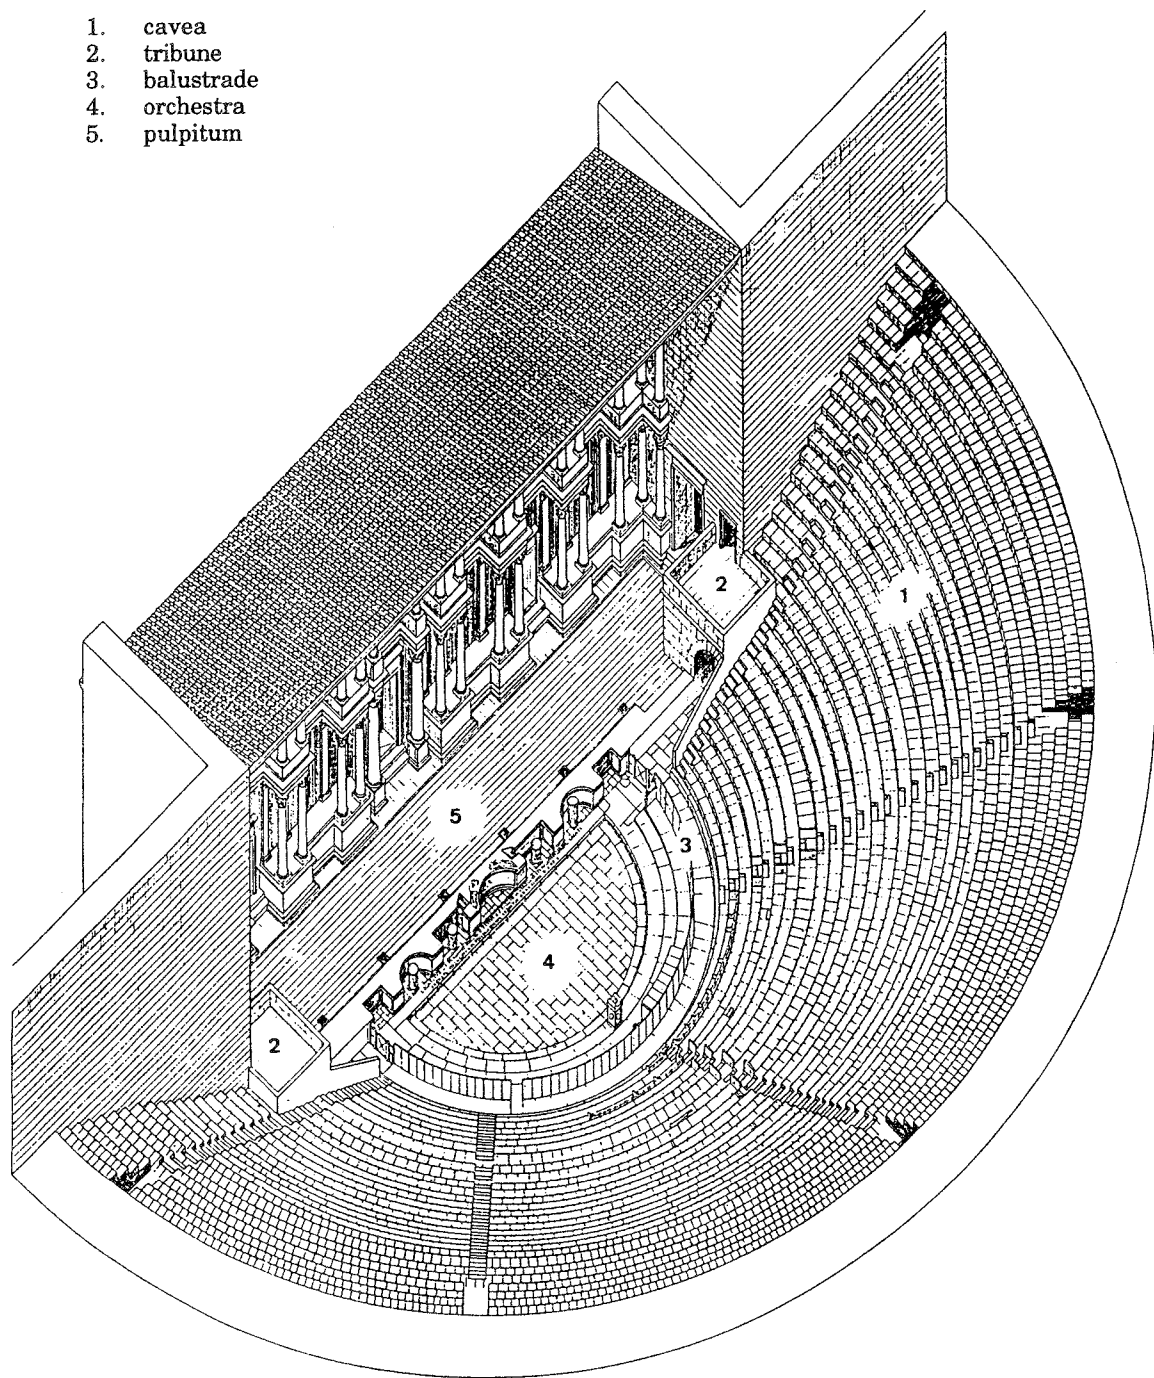 1. cavea
2. tribune
3. balustrade
4. orchestra
5. pulpitum
2
1
5
3
4
2